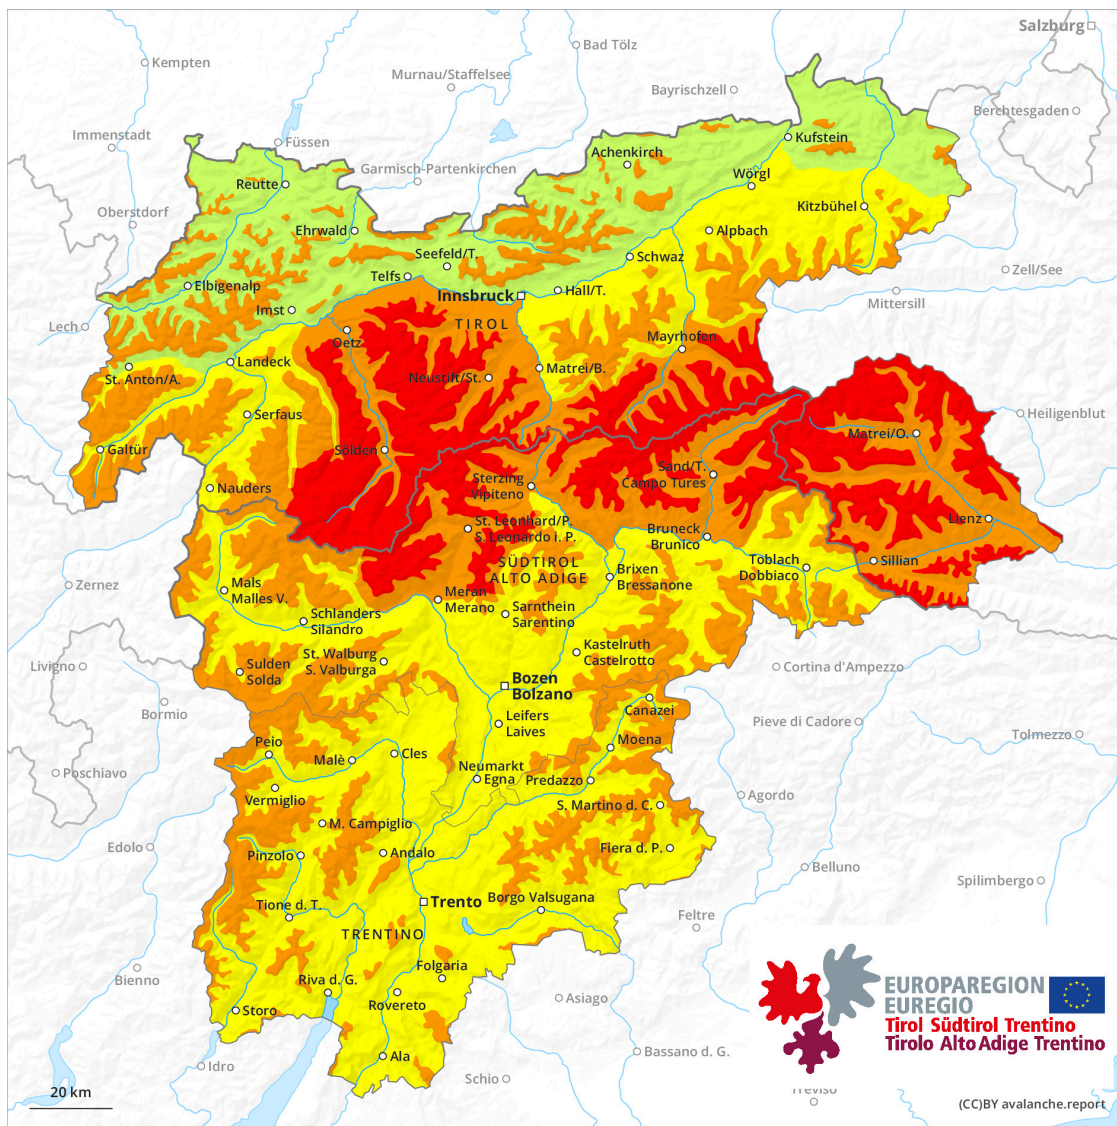 Salzburg
Bad Tölz
Kempten
Murnau/Staffelsee
Bayrischzell
Berchtesgaden
Immenstadt
Füssen
Kufstein
Achenkirch
Garmisch-Partenkirchen
Wörgl
Reutte
Oberstdorf
Kitzbühel
Ehrwald
Alpbach
Seefeld/T.
Schwaz
Telfs
Zell/See
Elbigenalp
Innsbruck
Hall/T.
Mittersill
Imst
TIROL
Lech
Oetz
Mayrhofen
Landeck
Matrei/B.
St. Anton/A.
Neustift/St.
Serfaus
Heiligenblut
Matrei/O.
Galtür
Sölden
Sand/T.
Campo Tures
Sterzing
Vipiteno
Nauders
St. Leonhard/P.
S. Leonardo i. P.
Lienz
Bruneck
Brunico
SÜDTIROL
ALTO ADIGE
Toblach
Dobbiaco
Sillian
Brixen
Bressanone
Zernez
Mals
Malles V.
Meran
Merano
Sarnthein
Sarentino
Schlanders
Silandro
Kastelruth
Castelrotto
St. Walburg
S. Valburga
Livigno
Sulden
Solda
Cortina d'Ampezzo
Bozen
Bolzano
Bormio
Canazei
Leifers
Laives
Pieve di Cadore
Tolmezzo
Peio
Moena
Cles
Malè
Poschiavo
Neumarkt
Egna
Predazzo
Vermiglio
Agordo
S. Martino d. C.
M. Campiglio
Edolo
Pinzolo
Andalo
Fiera d. P.
Belluno
Spilimbergo
Trento
Borgo Valsugana
Tione d. T.
Feltre
TRENTINO
Folgaria
Bienno
Riva d. G.
EUROPAREGION
EUREGIO
Tirol Südtirol Trentino
Tirolo Alto Adige Trentino
Asiago
Rovereto
Storo
Ala
Bassano d. G.
Idro
Schio
Treviso
20 km
(CC)BY avalanche.report